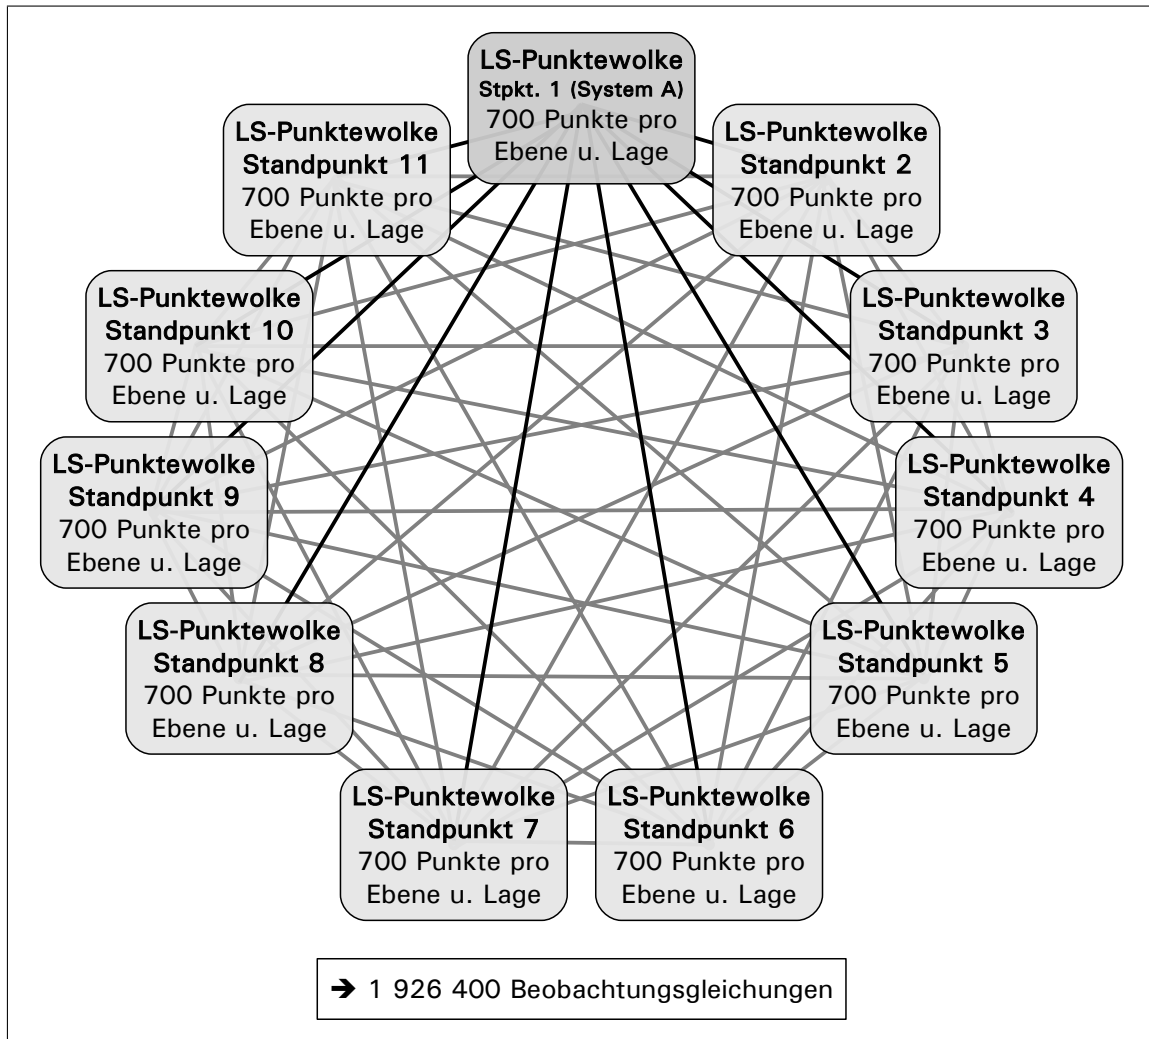 LS-Punktewolke
Stpkt. 1 (System A)
700 Punkte pro
Ebene u. Lage
LS-Punktewolke
Standpunkt 11
700 Punkte pro
Ebene u. Lage
LS-Punktewolke
Standpunkt 2
700 Punkte pro
Ebene u. Lage
LS-Punktewolke
Standpunkt 10
700 Punkte pro
Ebene u. Lage
LS-Punktewolke
Standpunkt 3
700 Punkte pro
Ebene u. Lage
LS-Punktewolke
Standpunkt 9
700 Punkte pro
Ebene u. Lage
LS-Punktewolke
Standpunkt 4
700 Punkte pro
Ebene u. Lage
LS-Punktewolke
Standpunkt 8
700 Punkte pro
Ebene u. Lage
LS-Punktewolke
Standpunkt 5
700 Punkte pro
Ebene u. Lage
LS-Punktewolke
Standpunkt 7
700 Punkte pro
Ebene u. Lage
LS-Punktewolke
Standpunkt 6
700 Punkte pro
Ebene u. Lage
➔ 1 926 400 Beobachtungsgleichungen